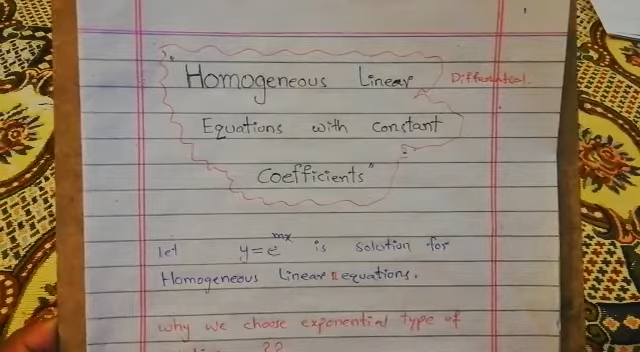 "Homogeneous Linear Differential
Equations with constant
Coefficients"
let y=e^mx is solution for
Homogeneous linear equations.
why we choose exponential type of
??